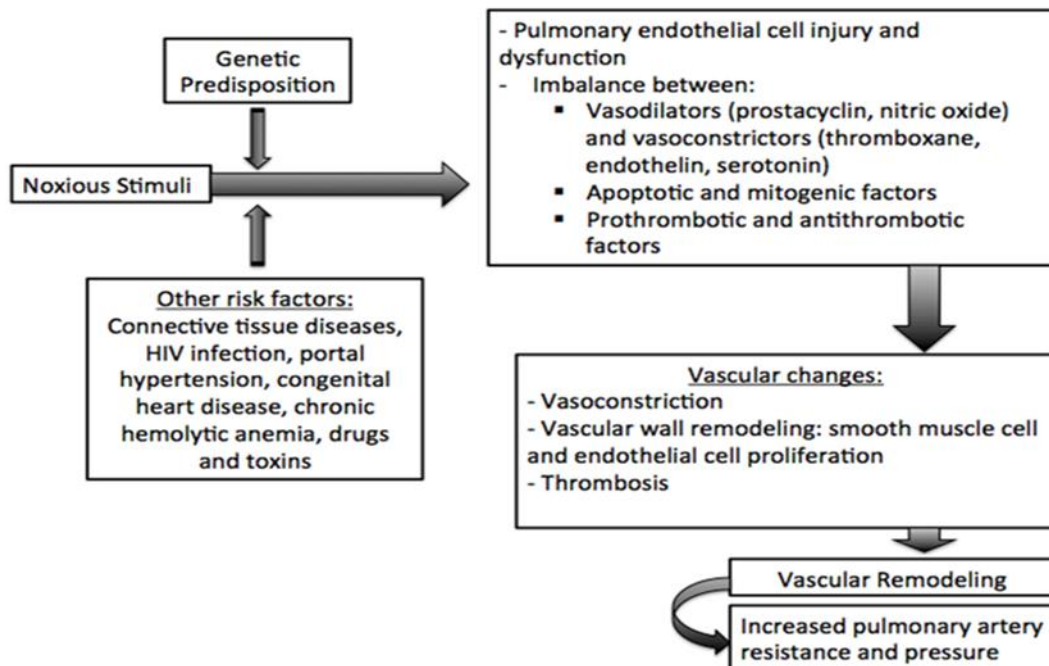 Genetic
Predisposition
Noxious Stimuli
Other risk factors:
Connective tissue diseases,
HIV infection, portal
hypertension, congenital
heart disease, chronic
hemolytic anemia, drugs
and toxins
- Pulmonary endothelial cell injury and
dysfunction
- Imbalance between:
▪ Vasodilators (prostacyclin, nitric oxide)
and vasoconstrictors (thromboxane,
endothelin, serotonin)
▪ Apoptotic and mitogenic factors
▪ Prothrombotic and antithrombotic
factors
Vascular changes:
- Vasoconstriction
- Vascular wall remodeling: smooth muscle cell
and endothelial cell proliferation
- Thrombosis
Vascular Remodeling
Increased pulmonary artery
resistance and pressure